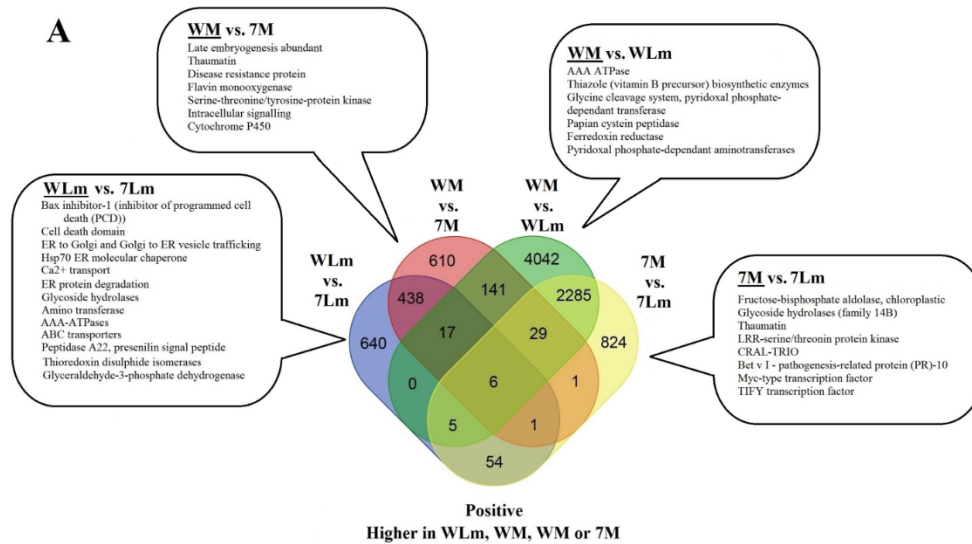 A
WM vs. 7M
Late embryogenesis abundant
Thaumatin
Disease resistance protein
Flavin monooxygenase
Serine-threonine/tyrosine-protein kinase
Intracellular signalling
Cytochrome P450
WM vs. WLm
AAA ATPase
Thiazole (vitamin B precursor) biosynthetic enzymes
Glycine cleavage system, pyridoxal phosphate-
dependant transferase
Papian cystein peptidase
Ferredoxin reductase
Pyridoxal phosphate-dependent aminotransferases
WLm vs. 7Lm
Bax inhibitor-1 (inhibitor of programmed cell
death (PCD))
Cell death domain
ER to Golgi and Golgi to ER vesicle trafficking
Hsp70 ER molecular chaperone
Ca2+ transport
ER protein degradation
Glycoside hydrolases
Amino transferase
AAA-ATPases
ABC transporters
Peptidase A22, presenilin signal peptide
Thioredoxin disulphide isomerases
Glyceraldehyde-3-phosphate dehydrogenase
WLm
vs.
7Lm
WM
vs.
7M
WM
vs.
WLm
7M
vs.
7Lm
610
4042
438
141
2285
640
17
29
824
0
6
1
5
1
54
7M vs. 7Lm
Fructose-bisphosphate aldolase, chloroplastic
Glycoside hydrolases (family 14B)
Thaumatin
LRR-serine/threonin protein kinase
CRAL-TRIO
Bet v I - pathogenesis-related protein (PR)-10
Myc-type transcription factor
TIFY transcription factor
Positive
Higher in WLm, WM, WM or 7M